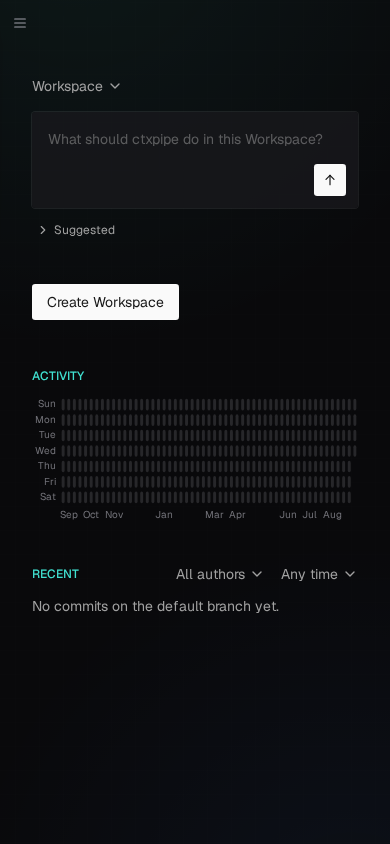 Workspace
What should ctxpipe do in this Workspace?
Suggested
Create Workspace
ACTIVITY
Sun
Mon
Tue
Wed
Thu
Fri
Sat
Sep Oct Nov Jan Mar Apr Jun Jul Aug
RECENT All authors Any time
No commits on the default branch yet.